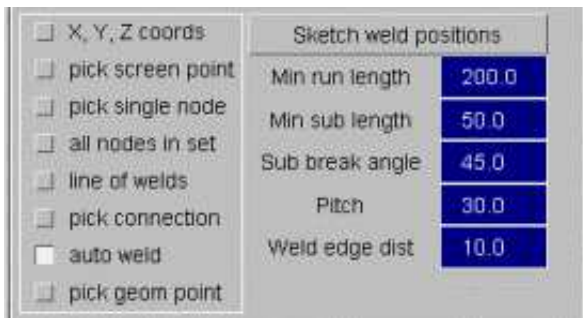 X, Y, Z coords
pick screen point
pick single node
all nodes in set
line of welds
pick connection
auto weld
pick geom point
Sketch weld positions
Min run length 200.0
Min sub length 50.0
Sub break angle 45.0
Pitch 30.0
Weld edge dist 10.0